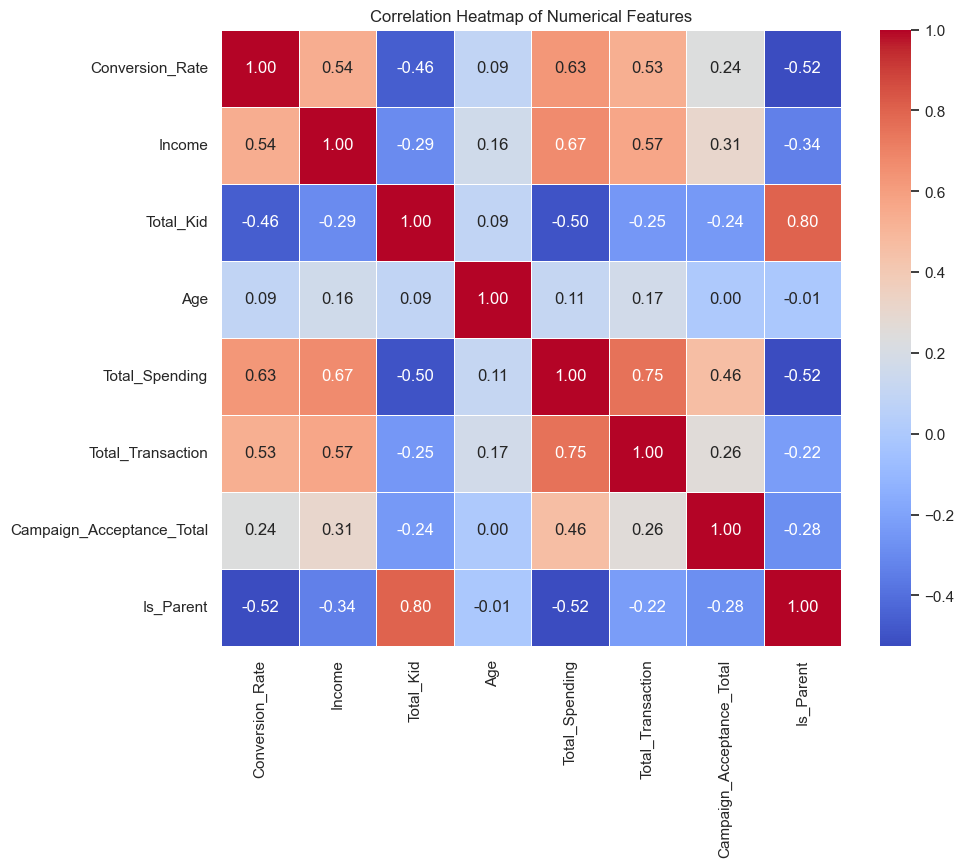 Correlation Heatmap of Numerical Features
Conversion_Rate 1.00 0.54 -0.46 0.09 0.63 0.53 0.24 -0.52
Income 0.54 1.00 -0.29 0.16 0.67 0.57 0.31 -0.34
Total_Kid -0.46 -0.29 1.00 0.09 -0.50 -0.25 -0.24 0.80
Age 0.09 0.16 0.09 1.00 0.11 0.17 0.00 -0.01
Total_Spending 0.63 0.67 -0.50 0.11 1.00 0.75 0.46 -0.52
Total_Transaction 0.53 0.57 -0.25 0.17 0.75 1.00 0.26 -0.22
Campaign_Acceptance_Total 0.24 0.31 -0.24 0.00 0.46 0.26 1.00 -0.28
Is_Parent -0.52 -0.34 0.80 -0.01 -0.52 -0.22 -0.28 1.00
Conversion_Rate
Income
Total_Kid
Age
Total_Spending
Total_Transaction
Campaign_Acceptance_Total
Is_Parent
1.0
0.8
0.6
0.4
0.2
0.0
−0.2
−0.4